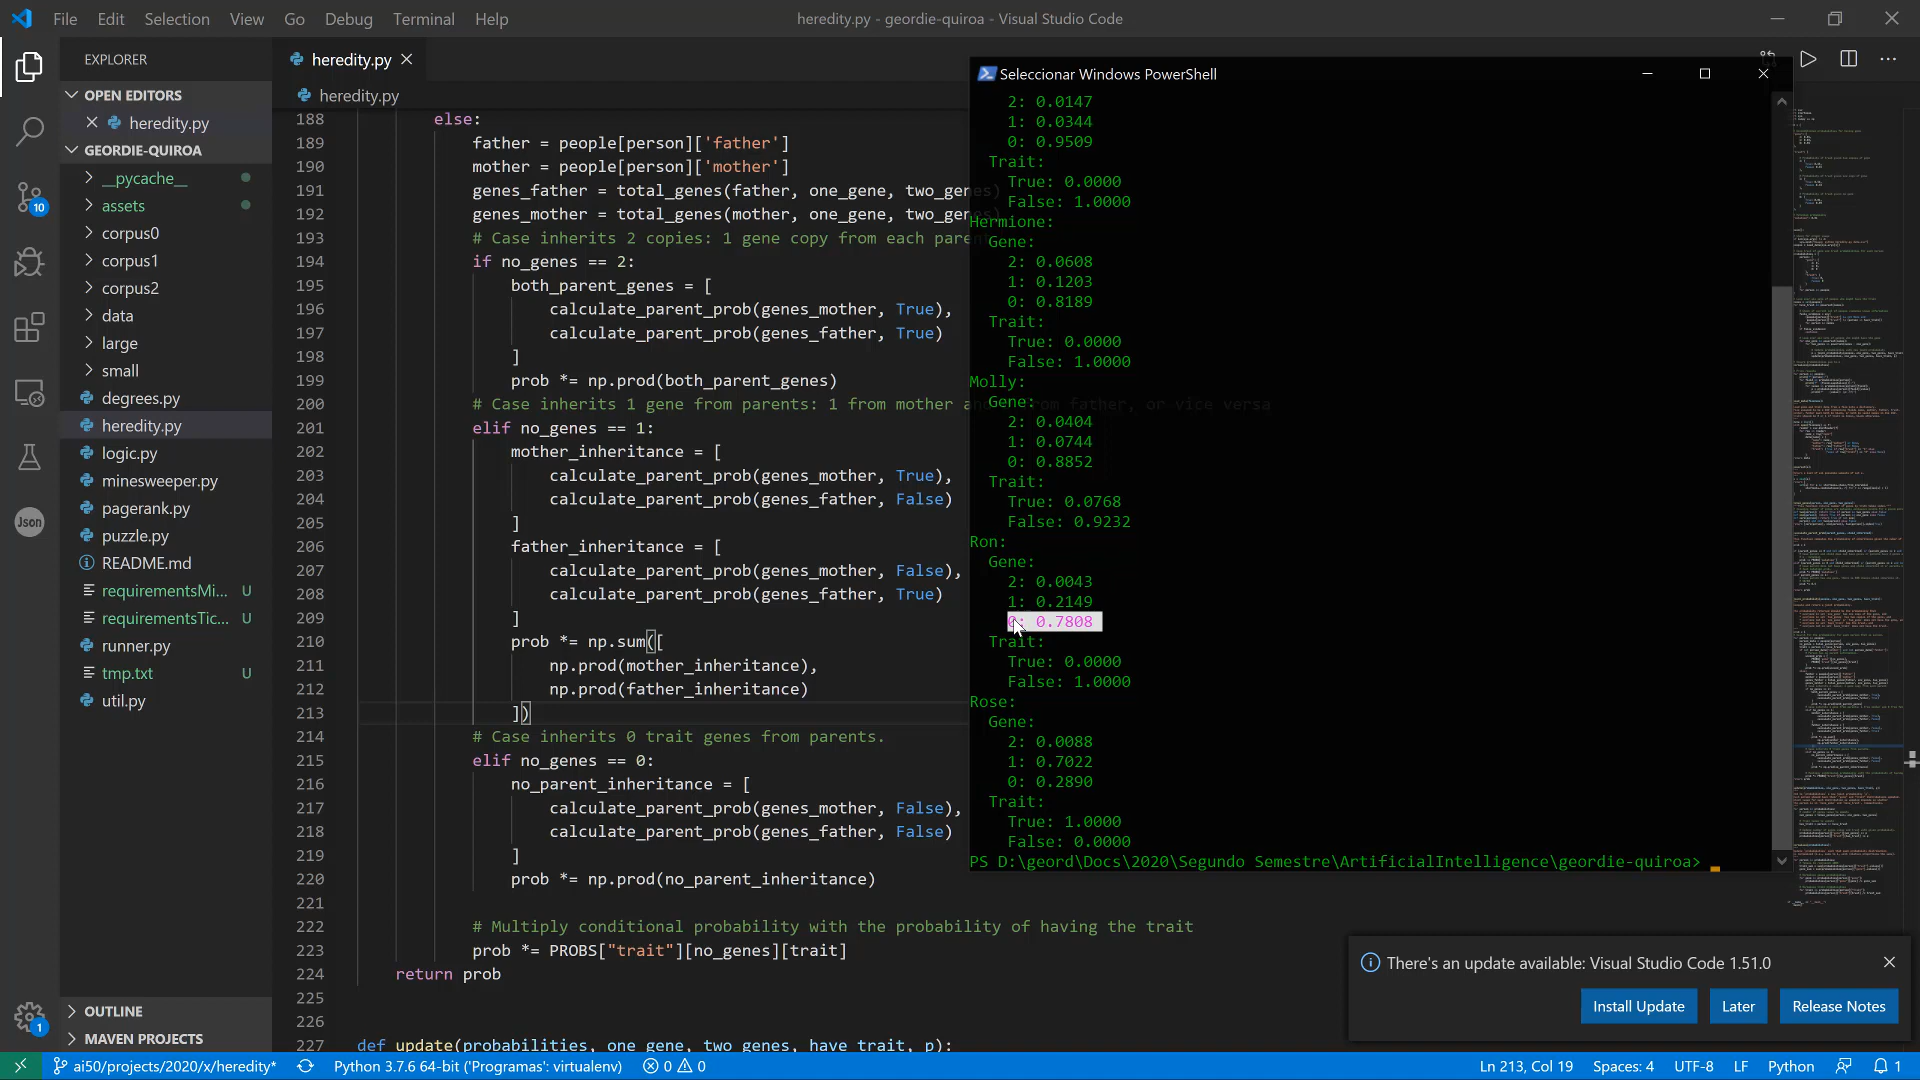 File Edit Selection View Go Debug Terminal Help
heredity.py - geordie-quiroa - Visual Studio Code
EXPLORER
OPEN EDITORS
heredity.py
GEORDIE-QUIROA
__pycache__
assets
corpus0
corpus1
corpus2
data
large
small
degrees.py
heredity.py
logic.py
minesweeper.py
pagerank.py
puzzle.py
README.md
requirementsMi... U
requirementsTic... U
runner.py
tmp.txt U
util.py
OUTLINE
MAVEN PROJECTS
10
Json
1
heredity.py
heredity.py
188 else:
189 father = people[person]['father']
190 mother = people[person]['mother']
191 genes_father = total_genes(father, one_gene, two_genes)
192 genes_mother = total_genes(mother, one_gene, two_genes)
193 # Case inherits 2 copies: 1 gene copy from each paren
194 if no_genes == 2:
195 both_parent_genes = [
196 calculate_parent_prob(genes_mother, True),
197 calculate_parent_prob(genes_father, True)
198 ]
199 prob *= np.prod(both_parent_genes)
200 # Case inherits 1 gene from parents: 1 from mother and from father, or vice versa
201 elif no_genes == 1:
202 mother_inheritance = [
203 calculate_parent_prob(genes_mother, True),
204 calculate_parent_prob(genes_father, False)
205 ]
206 father_inheritance = [
207 calculate_parent_prob(genes_mother, False),
208 calculate_parent_prob(genes_father, True)
209 ]
210 prob *= np.sum([
211 np.prod(mother_inheritance),
212 np.prod(father_inheritance)
213 ])
214 # Case inherits 0 trait genes from parents.
215 elif no_genes == 0:
216 no_parent_inheritance = [
217 calculate_parent_prob(genes_mother, False),
218 calculate_parent_prob(genes_father, False)
219 ]
220 prob *= np.prod(no_parent_inheritance)
221
222 # Multiply conditional probability with the probability of having the trait
223 prob *= PROBS["trait"][no_genes][trait]
224 return prob
225
226
227 def update(probabilities, one_gene, two_genes, have_trait, p):
Seleccionar Windows PowerShell
2: 0.0147
1: 0.0344
0: 0.9509
Trait:
True: 0.0000
False: 1.0000
Hermione:
Gene:
2: 0.0608
1: 0.1203
0: 0.8189
Trait:
True: 0.0000
False: 1.0000
Molly:
Gene:
2: 0.0404
1: 0.0744
0: 0.8852
Trait:
True: 0.0768
False: 0.9232
Ron:
Gene:
2: 0.0043
1: 0.2149
0: 0.7808
Trait:
True: 0.0000
False: 1.0000
Rose:
Gene:
2: 0.0088
1: 0.7022
0: 0.2890
Trait:
True: 1.0000
False: 0.0000
PS D:\geord\Docs\2020\Segundo Semestre\ArtificialIntelligence\geordie-quiroa>
There's an update available: Visual Studio Code 1.51.0
Install Update
Later
Release Notes
ai50/projects/2020/x/heredity* Python 3.7.6 64-bit ('Programas': virtualenv) 0 0 Ln 213, Col 19 Spaces: 4 UTF-8 LF Python 1